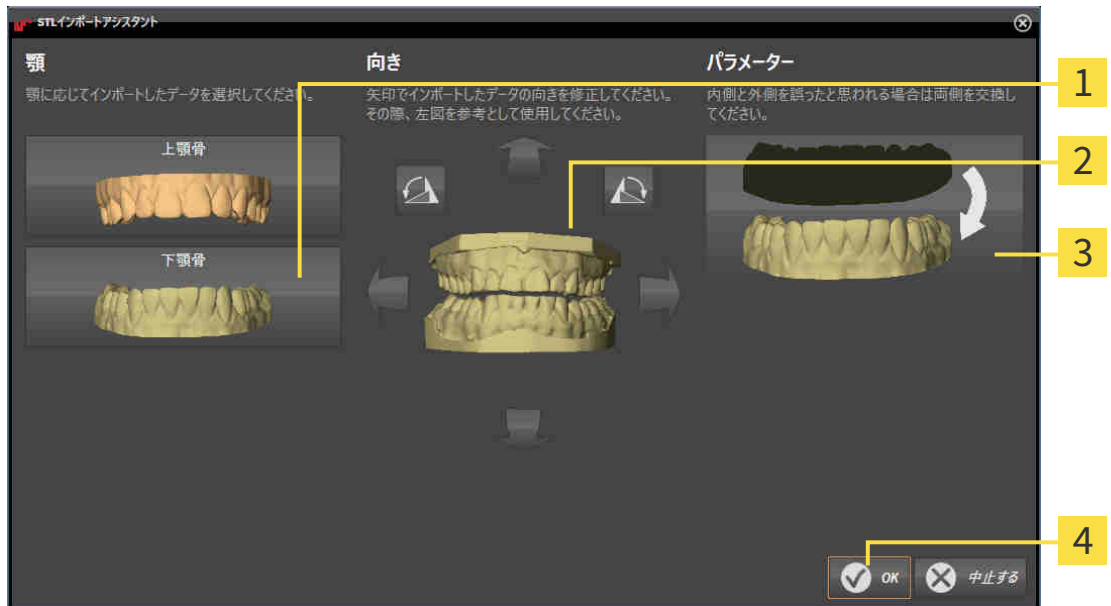 STLインポートアシスタント
顎
顎に応じてインポートしたデータを選択してください。
上顎骨
下顎骨
向き
矢印でインポートしたデータの向きを修正してください。
その際、左図を参考として使用してください。
パラメーター
内側と外側を誤ったと思われる場合は両側を交換し
てください。
OK
中止する
1
2
3
4